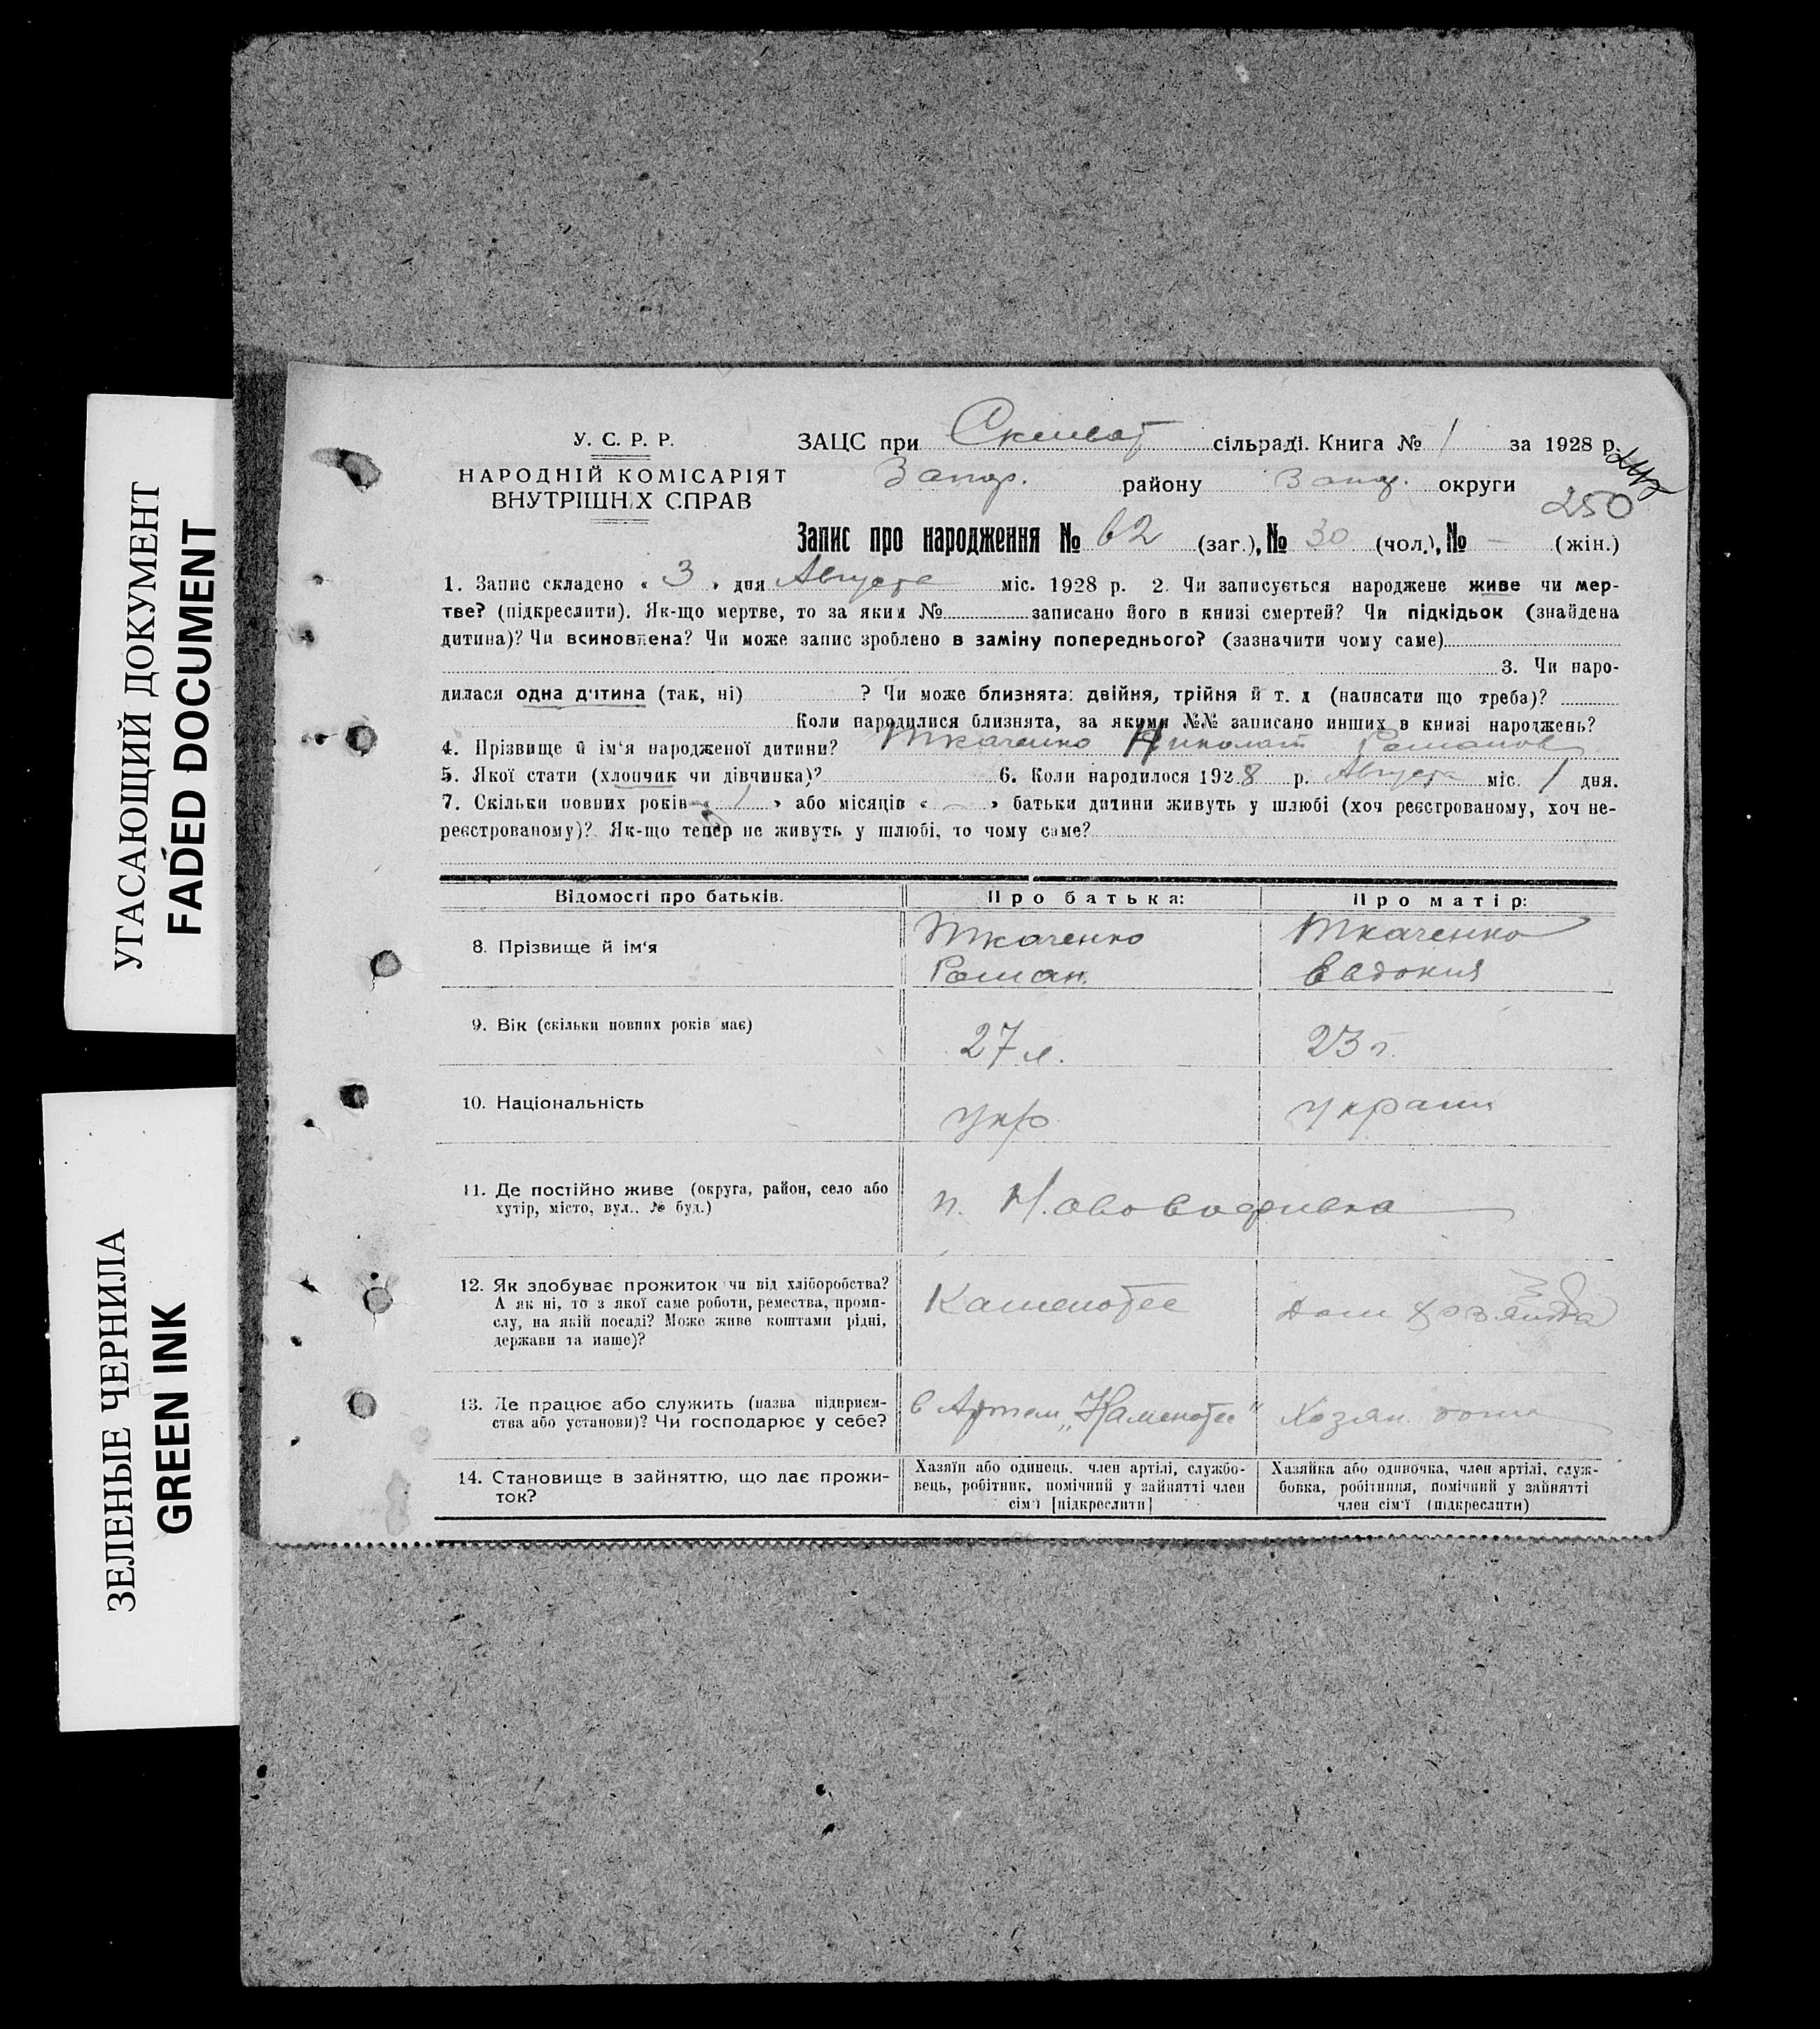 УГАСАЮЩИЙ ДОКУМЕНТ
FADED DOCUMENT
ЗЕЛЕНЫЕ ЧЕРНИЛА
GREEN INK
У. С. Р. Р.
НАРОДНІЙ КОМІСАРІЯТ
ВНУТРІШНІХ СПРАВ
ЗАЦС при сільраді. Книга № 1 за 1928 р.
Запор. району Запор. округи
250
Запис про народження № 62 (заг.), № 30 (чол.), № - (жін.)
1. Запис складено « 3 » дня Августа міс. 1928 р. 2. Чи записується народжене живе чи мер-
тве? (підкреслити). Як-що мертве, то за яким № записано його в книзі смертей? Чи підкідьок (знайдена
дитина)? Чи всиновлена? Чи може запис зроблено в заміну попереднього? (зазначити чому саме)
3. Чи наро-
дилася одна дитина (так, ні) ? Чи може близнята: двійня, трійня й т. д (написати що треба)?
Коли народилися близнята, за якими №№ записано инших в книзі народжень?
4. Прізвище й ім'я народженої дитини? Ткаченко Николай Романов
5. Якої стати (хлопчик чи дівчинка)? 6. Коли народилося 1928 р. Августа міс. 1 дня.
7. Скільки повних років « 1 » або місяців « - » батьки дитини живуть у шлюбі (хоч реєстрованому, хоч не-
реєстрованому)? Як-що тепер не живуть у шлюбі, то чому саме?
Відомості про батьків. Про батька: Про матір:
8. Прізвище й ім'я Ткаченко Роман. Ткаченко Евдокия
9. Вік (скільки повних років має) 27 л. 23 г.
10. Національність укр украин
11. Де постійно живе (округа, район, село або
хутір, місто, вул., № буд.) п.
12. Як здобуває прожиток чи від хліборобства?
А як ні, то з якої саме роботи, ремества, проми-
слу, на якій посаді? Може живе коштами рідні,
держави та инше)?
Каменотес Дом хозяйка
13. Де працює або служить (назва підприєм-
ства або установи)? Чи господарює у себе?
в Артели „Каменотес" Хозяй. дома
14. Становище в зайняттю, що дає прожи-
ток?
Хазяїн або одинець, член артілі, службо-
вець, робітник, помічний у зайнятті член
сім'ї [підкреслити]
Хазяйка або одиночка, член артілі, служ-
бовка, робітниця, помічний у зайнятті
член сім'ї (підкреслити)